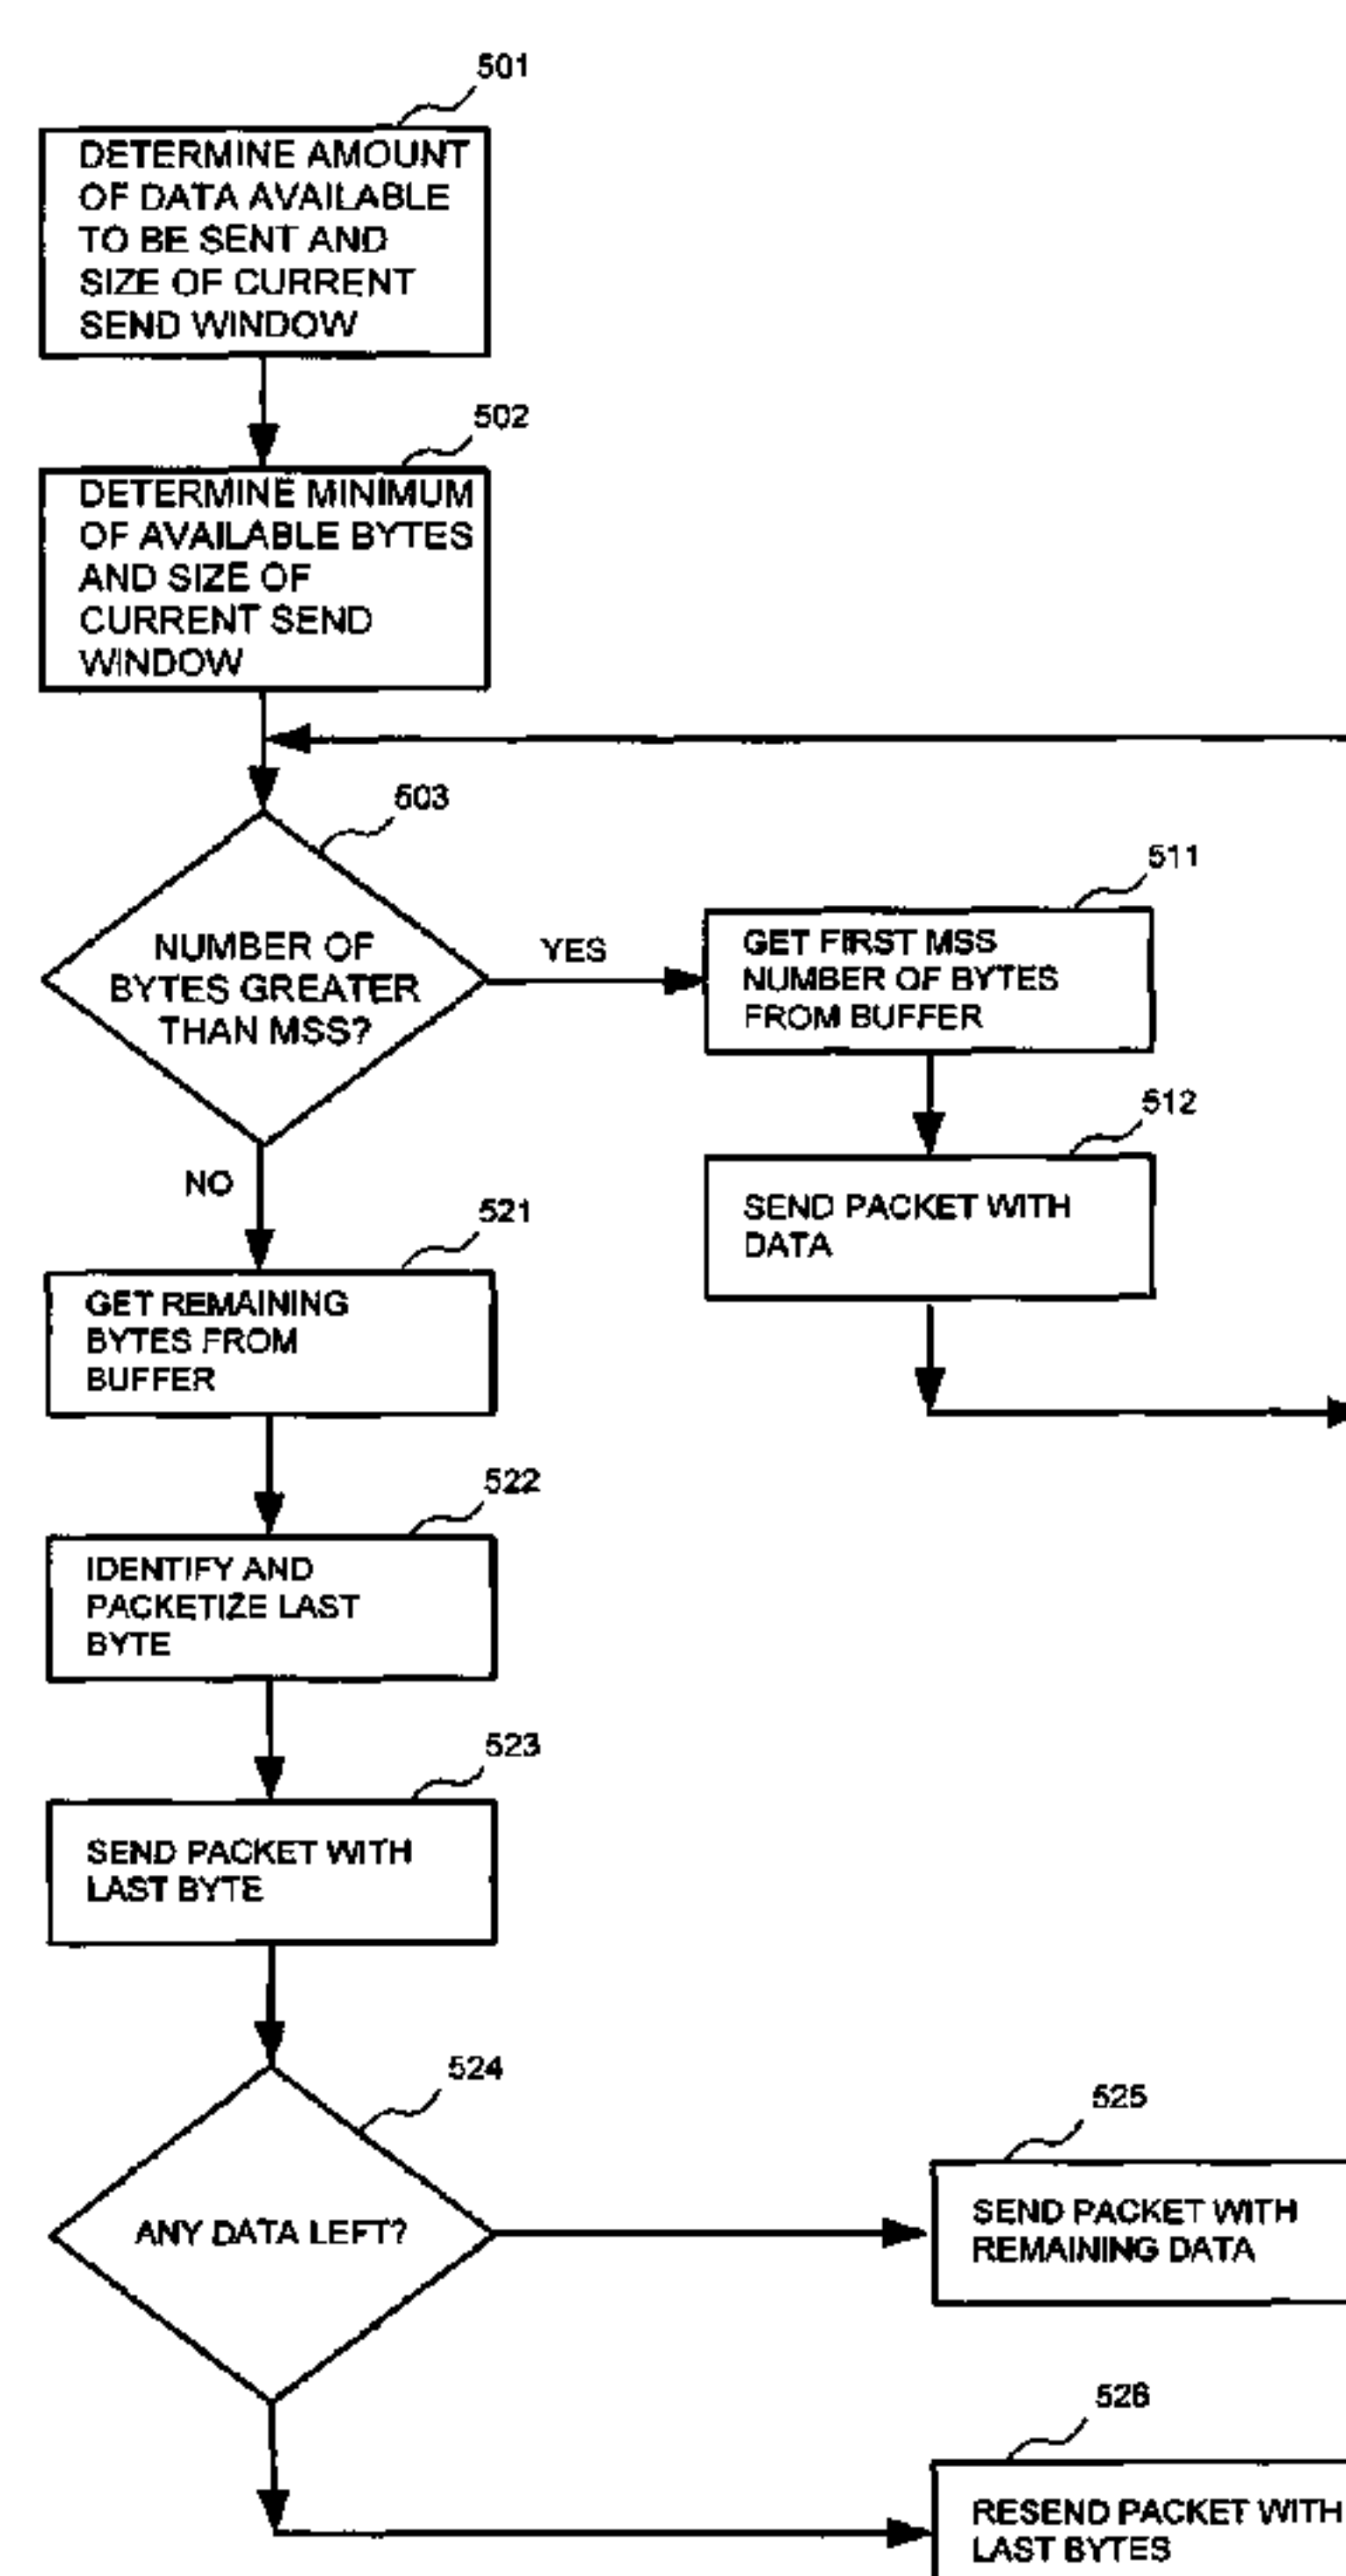 501
DETERMINE AMOUNT
OF DATA AVAILABLE
TO BE SENT AND
SIZE OF CURRENT
SEND WINDOW
502
DETERMINE MINIMUM
OF AVAILABLE BYTES
AND SIZE OF
CURRENT SEND
WINDOW
503
NUMBER OF
BYTES GREATER
THAN MSS?
YES
511
GET FIRST MSS
NUMBER OF BYTES
FROM BUFFER
512
SEND PACKET WITH
DATA
NO
521
GET REMAINING
BYTES FROM
BUFFER
522
IDENTIFY AND
PACKETIZE LAST
BYTE
523
SEND PACKET WITH
LAST BYTE
524
ANY DATA LEFT?
525
SEND PACKET WITH
REMAINING DATA
526
RESEND PACKET WITH
LAST BYTES